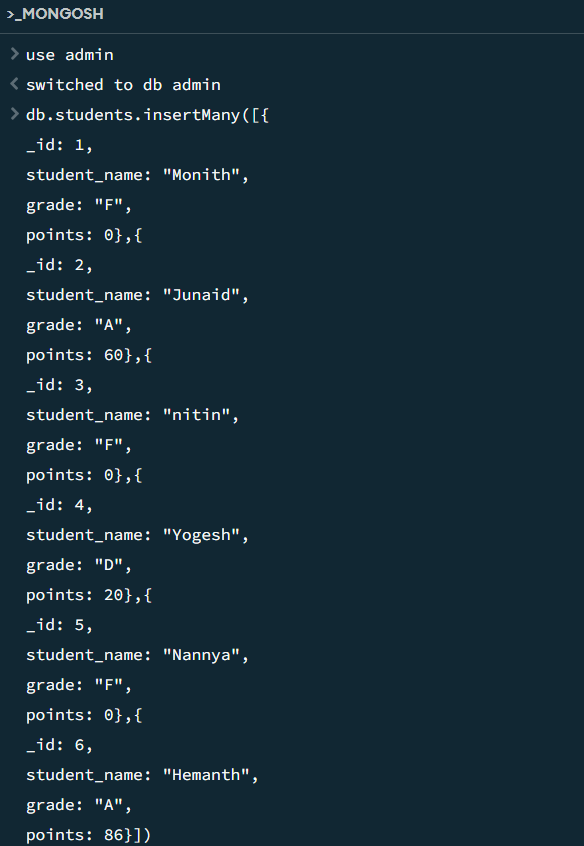 >_MONGOSH
> use admin
< switched to db admin
> db.students.insertMany([{
_id: 1,
student_name: "Monith",
grade: "F",
points: 0},{
_id: 2,
student_name: "Junaid",
grade: "A",
points: 60},{
_id: 3,
student_name: "nitin",
grade: "F",
points: 0},{
_id: 4,
student_name: "Yogesh",
grade: "D",
points: 20},{
_id: 5,
student_name: "Nannya",
grade: "F",
points: 0},{
_id: 6,
student_name: "Hemanth",
grade: "A",
points: 86}])